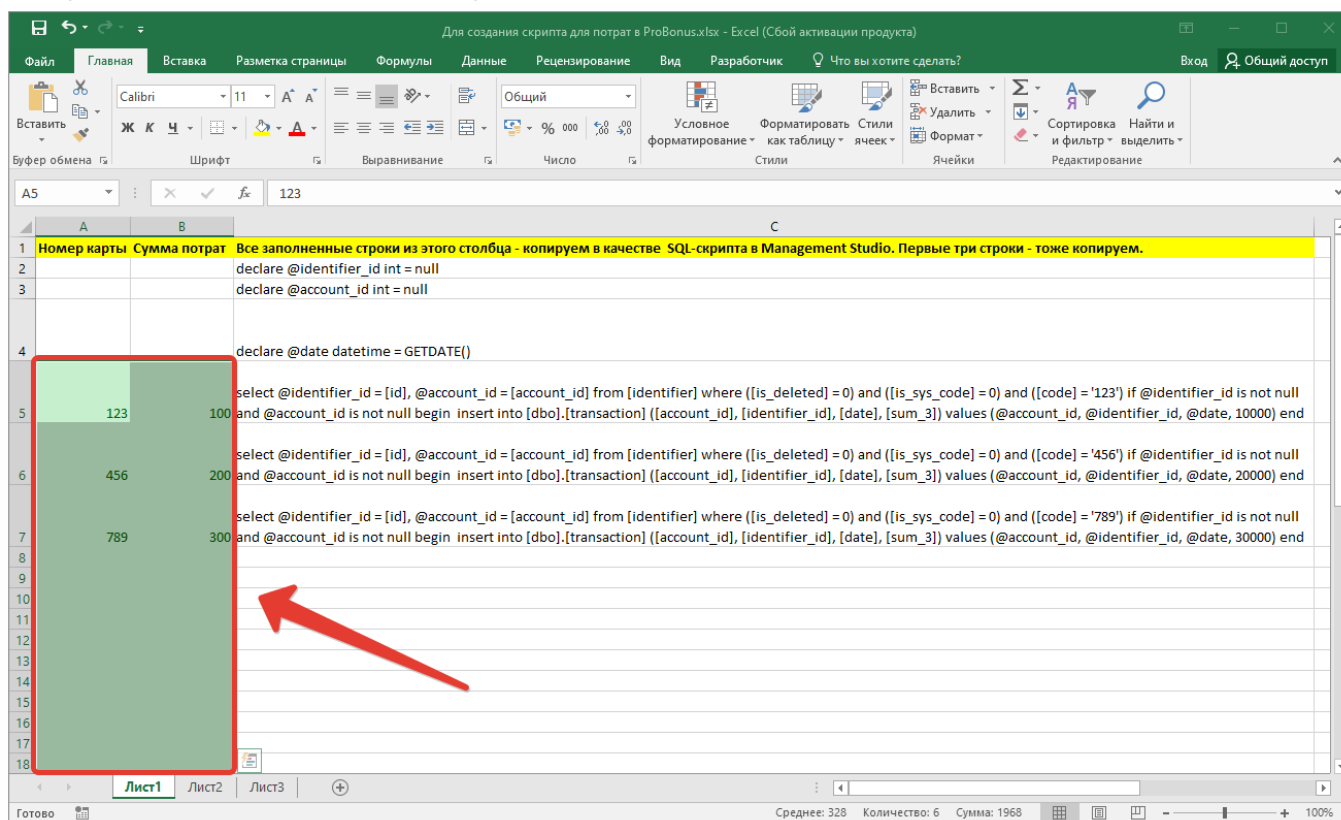 Для создания скрипта для потрат в ProBonus.xlsx - Excel (Сбой активации продукта)
Файл Главная Вставка Разметка страницы Формулы Данные Рецензирование Вид Разработчик Что вы хотите сделать? Вход Общий доступ
Вставить
Calibri 11
Ж К Ч
Общий
% 000
Условное форматирование
Форматировать как таблицу
Стили ячеек
Вставить
Удалить
Формат
Сортировка и фильтр
Найти и выделить
Буфер обмена Шрифт Выравнивание Число Стили Ячейки Редактирование
A5 fx 123
A B C
1 Номер карты Сумма потрат Все заполненные строки из этого столбца - копируем в качестве SQL-скрипта в Management Studio. Первые три строки - тоже копируем.
2 declare @identifier_id int = null
3 declare @account_id int = null
4 declare @date datetime = GETDATE()
select @identifier_id = [id], @account_id = [account_id] from [identifier] where ([is_deleted] = 0) and ([is_sys_code] = 0) and ([code] = '123') if @identifier_id is not null
5 123 100 and @account_id is not null begin insert into [dbo].[transaction] ([account_id], [identifier_id], [date], [sum_3]) values (@account_id, @identifier_id, @date, 10000) end
select @identifier_id = [id], @account_id = [account_id] from [identifier] where ([is_deleted] = 0) and ([is_sys_code] = 0) and ([code] = '456') if @identifier_id is not null
6 456 200 and @account_id is not null begin insert into [dbo].[transaction] ([account_id], [identifier_id], [date], [sum_3]) values (@account_id, @identifier_id, @date, 20000) end
select @identifier_id = [id], @account_id = [account_id] from [identifier] where ([is_deleted] = 0) and ([is_sys_code] = 0) and ([code] = '789') if @identifier_id is not null
7 789 300 and @account_id is not null begin insert into [dbo].[transaction] ([account_id], [identifier_id], [date], [sum_3]) values (@account_id, @identifier_id, @date, 30000) end
8
9
10
11
12
13
14
15
16
17
18
Лист1 Лист2 Лист3
Готово Среднее: 328 Количество: 6 Сумма: 1968 100%